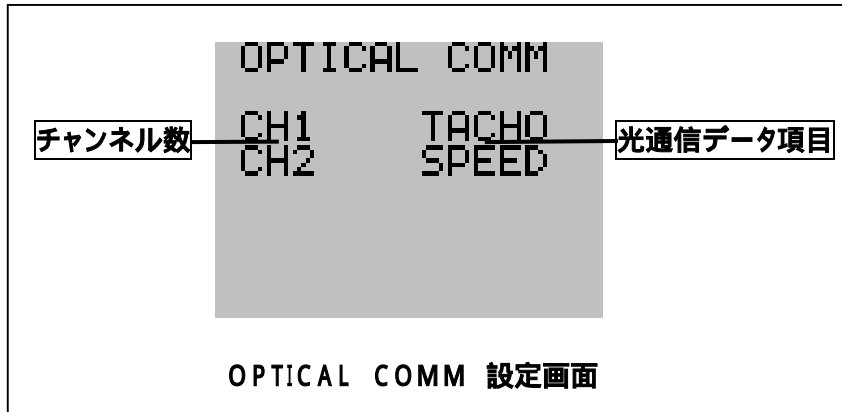 OPTICAL COMM
チャンネル数
CH1 TACHO
光通信データ項目
CH2 SPEED
OPTICAL COMM 設定画面